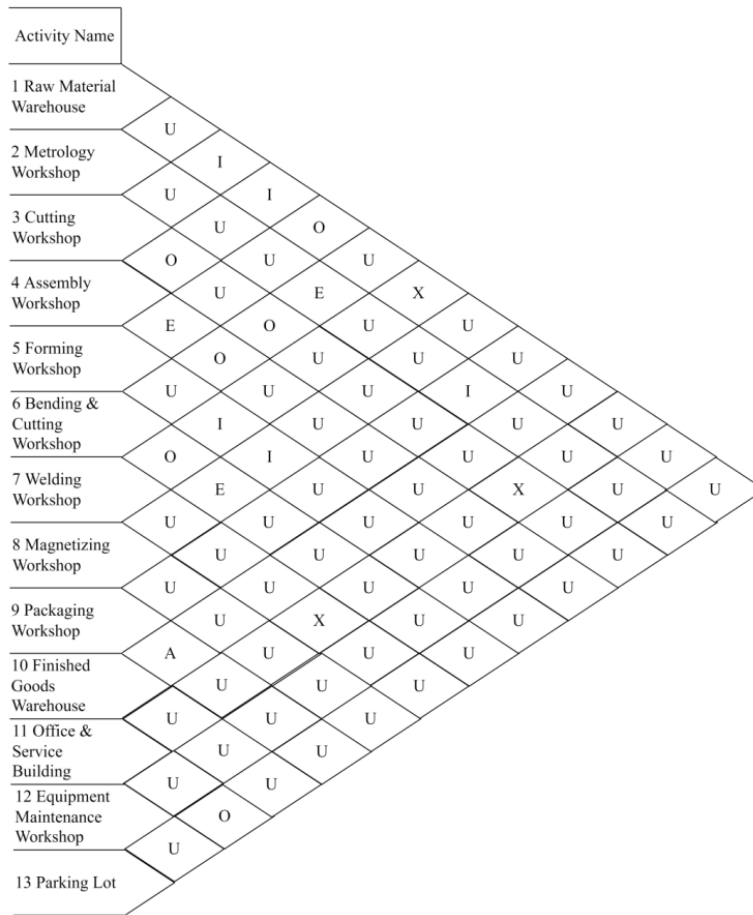 Activity Name
1 Raw Material
Warehouse
2 Metrology
Workshop
3 Cutting
Workshop
4 Assembly
Workshop
5 Forming
Workshop
6 Bending &
Cutting
Workshop
7 Welding
Workshop
8 Magnetizing
Workshop
9 Packaging
Workshop
10 Finished
Goods
Warehouse
11 Office &
Service
Building
12 Equipment
Maintenance
Workshop
13 Parking Lot
U
I
U I
U O
O U U
U E X
E O U U
O U U U
U U U I U
I U U U U
O I U U U U
E U U X U U
U U U U U U
U U U U U
U U U U U
U X U U
A U U U
U U U
U U U
U U
U U
O
U